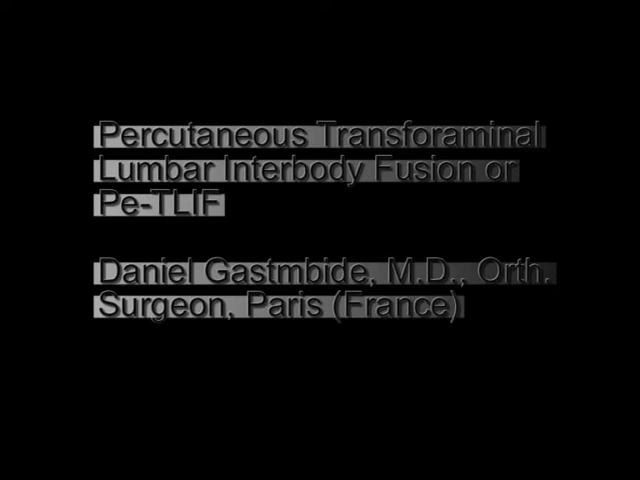 Percutaneous Transforaminal
Lumbar Interbody Fusion or
Pe-TLIF
Daniel Gastmbide, M.D., Orth.
Surgeon, Paris (France)